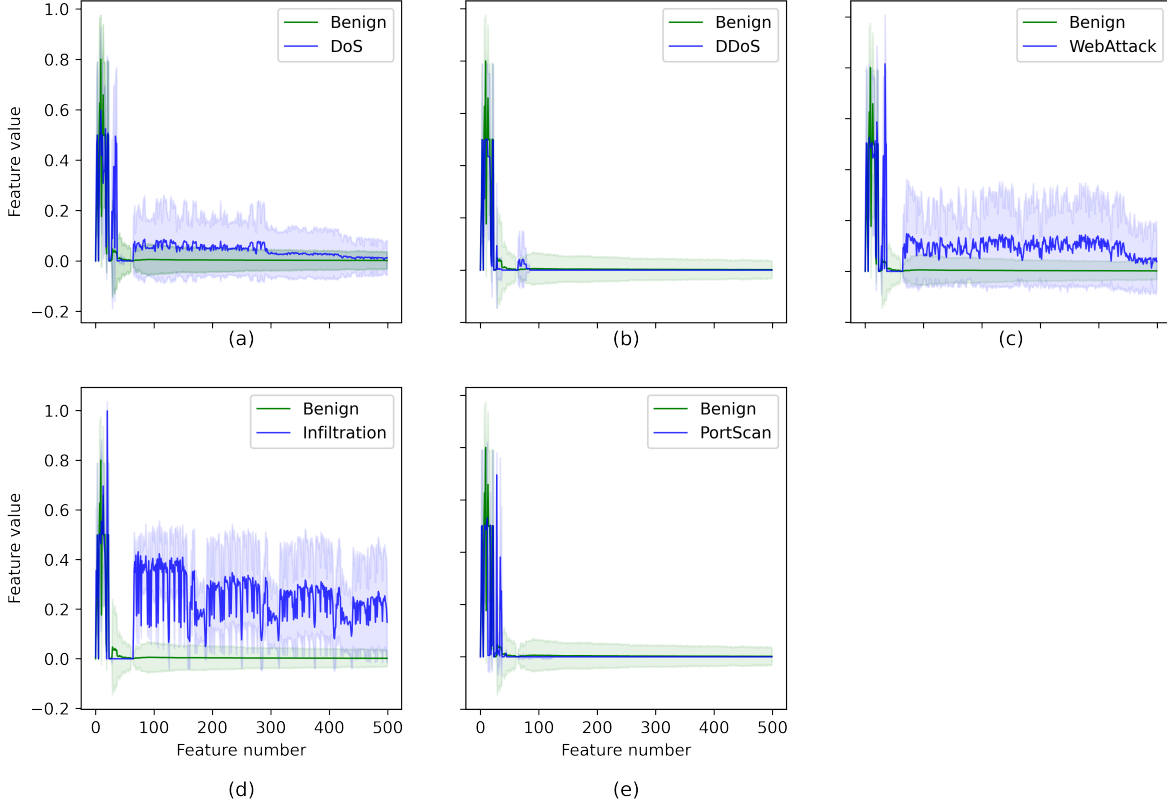 Benign
DoS
1.0
0.8
0.6
0.4
0.2
0.0
−0.2
Feature value
(a)
Benign
DDoS
(b)
Benign
WebAttack
(c)
Benign
Infiltration
1.0
0.8
0.6
0.4
0.2
0.0
−0.2
Feature value
0 100 200 300 400 500
Feature number
(d)
Benign
PortScan
0 100 200 300 400 500
Feature number
(e)